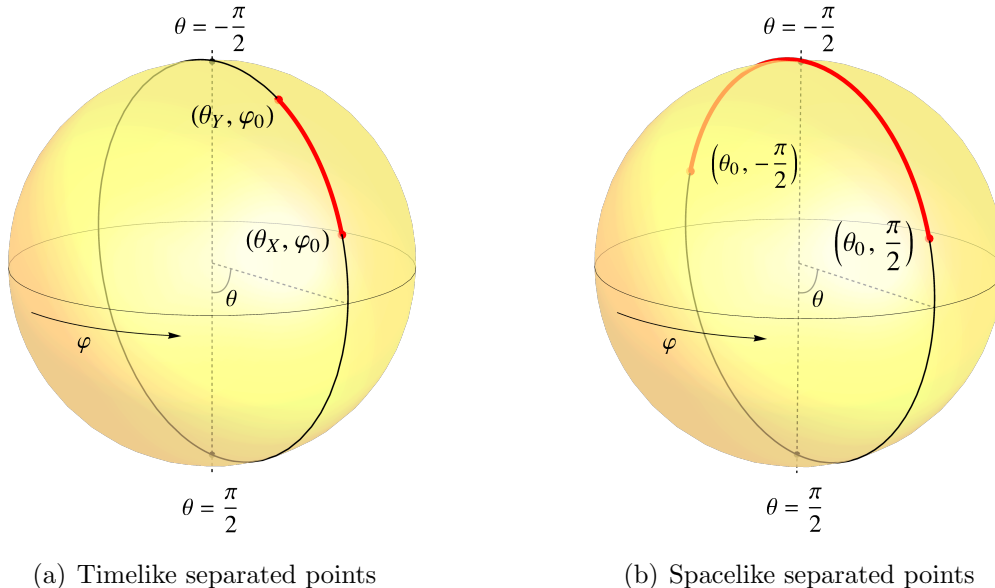 θ = -π/2
(θ_Y, φ_0)
(θ_X, φ_0)
θ
φ
θ = π/2
(a) Timelike separated points
θ = -π/2
(θ_0, -π/2)
(θ_0, π/2)
θ
φ
θ = π/2
(b) Spacelike separated points